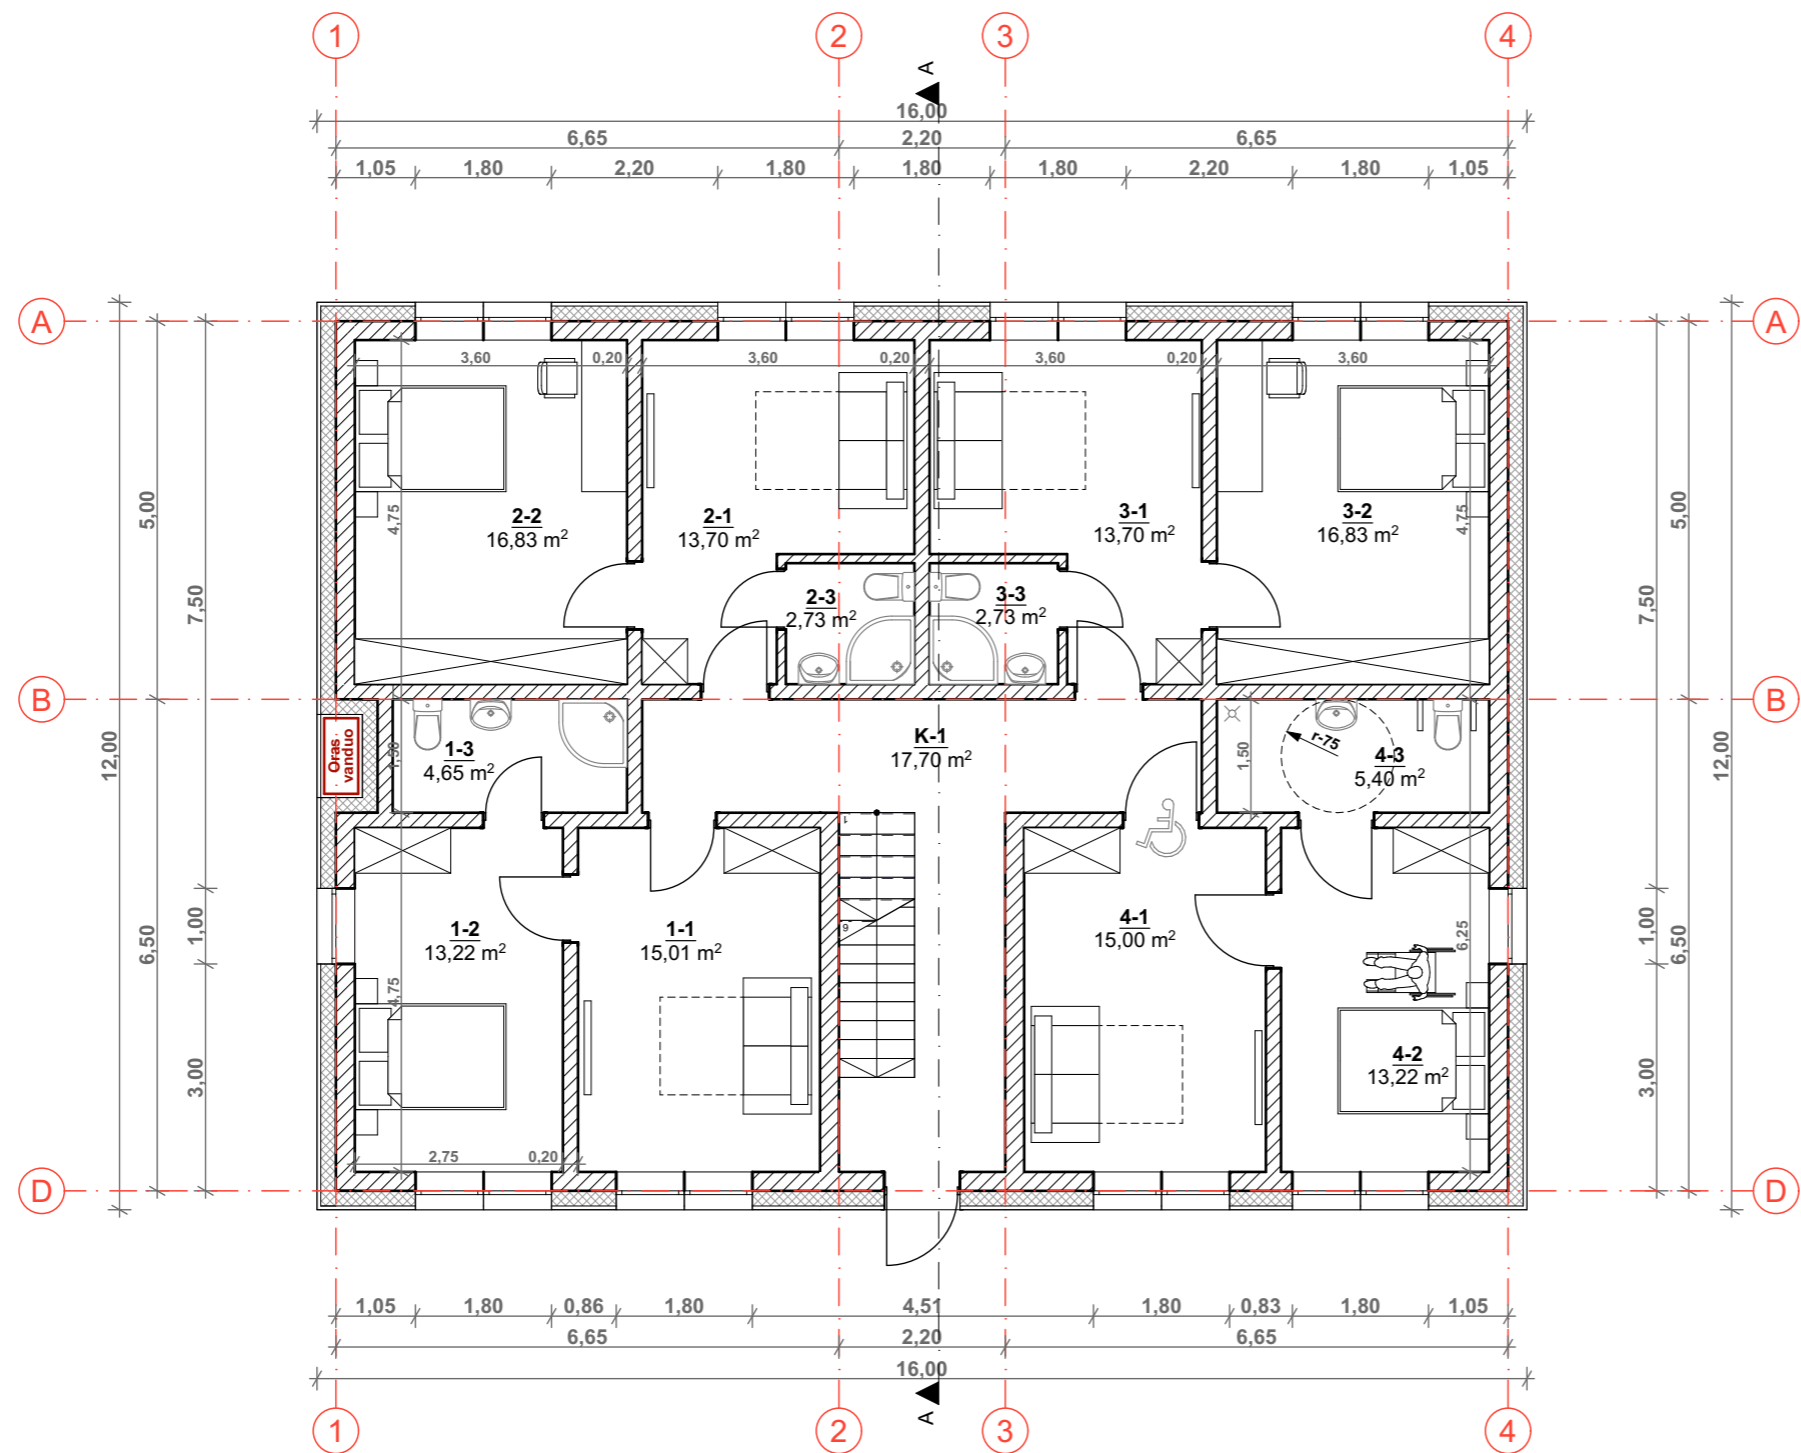 1 2 3 4
A
16,00
6,65 2,20 6,65
1,05 1,80 2,20 1,80 1,80 1,80 2,20 1,80 1,05
A A
3,60 0,20 3,60 0,20 3,60 0,20 3,60
5,00 4,75 4,75 5,00
2-2 2-1 3-1 3-2
16,83 m² 13,70 m² 13,70 m² 16,83 m²
7,50 7,50
2-3 3-3
2,73 m² 2,73 m²
B B
12,00 12,00
Oras
vanduo
1-3 K-1 4-3
4,65 m² 17,70 m² 5,40 m²
1,50 r-75 1,50
1
9
6,50 1,00 6,25 1,00 6,50
1-2 1-1 4-1
13,22 m² 15,01 m² 15,00 m²
4,75
3,00 3,00
4-2
13,22 m²
2,75 0,20
D D
1,05 1,80 0,86 1,80 4,51 1,80 0,83 1,80 1,05
6,65 2,20 6,65
16,00
A
1 2 3 4